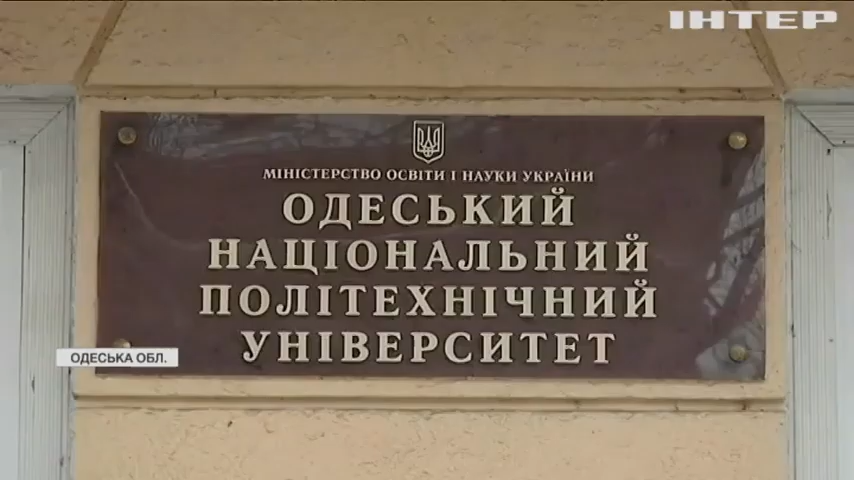 ІНТЕР
МІНІСТЕРСТВО ОСВІТИ І НАУКИ УКРАЇНИ
ОДЕСЬКИЙ
НАЦІОНАЛЬНИЙ
ПОЛІТЕХНІЧНИЙ
УНІВЕРСИТЕТ
ОДЕСЬКА ОБЛ.